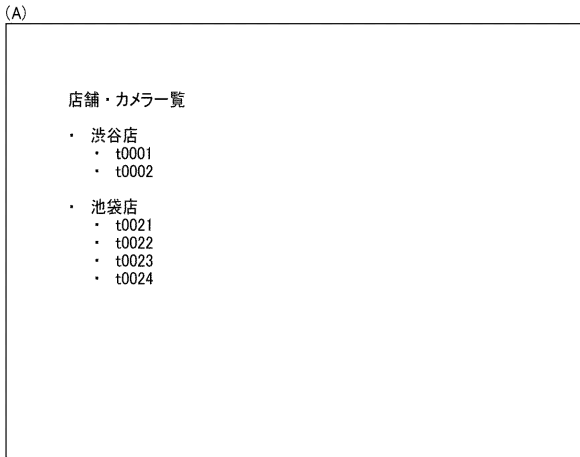 (A)
店舗・カメラ一覧
・ 渋谷店
・ t0001
・ t0002
・ 池袋店
・ t0021
・ t0022
・ t0023
・ t0024